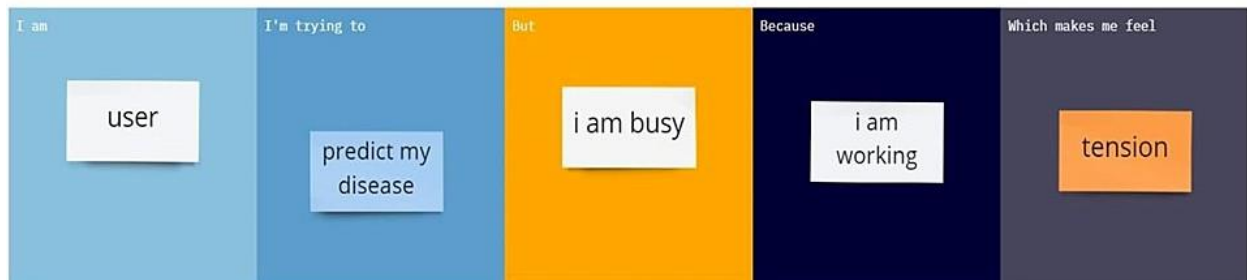 I am
user
I'm trying to
predict my
disease
But
i am busy
Because
i am
working
Which makes me feel
tension